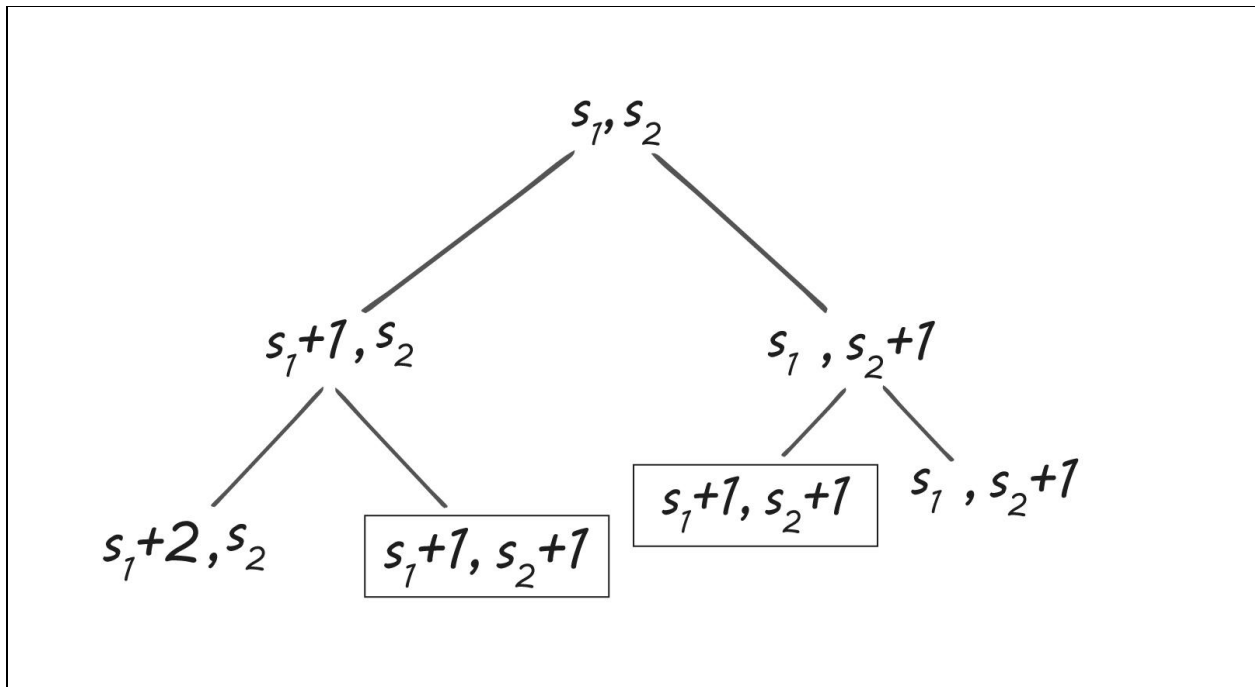 s₁, s₂
s₁+1, s₂
s₁, s₂+1
s₁+2, s₂
s₁+1, s₂+1
s₁+1, s₂+1
s₁, s₂+1